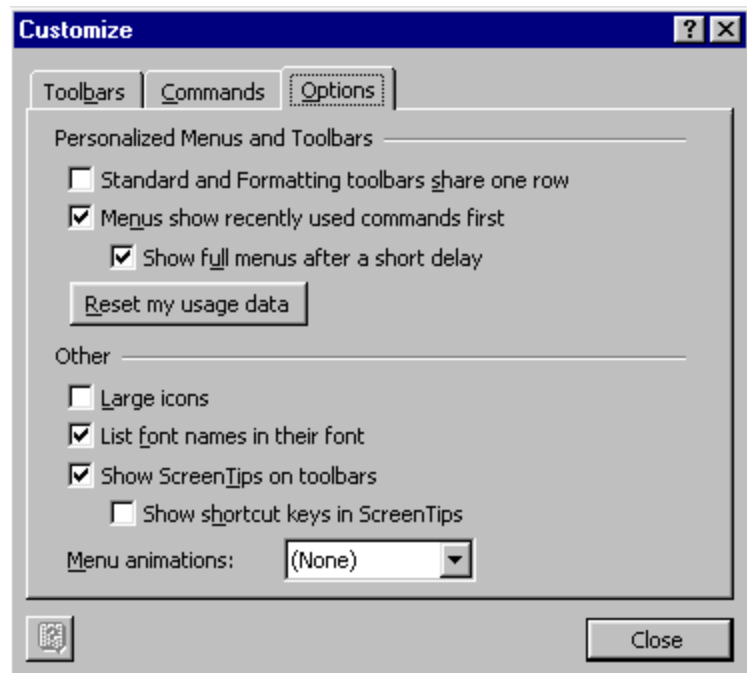 Customize
Toolbars Commands Options
Personalized Menus and Toolbars
Standard and Formatting toolbars share one row
Menus show recently used commands first
Show full menus after a short delay
Reset my usage data
Other
Large icons
List font names in their font
Show ScreenTips on toolbars
Show shortcut keys in ScreenTips
Menu animations: (None)
Close